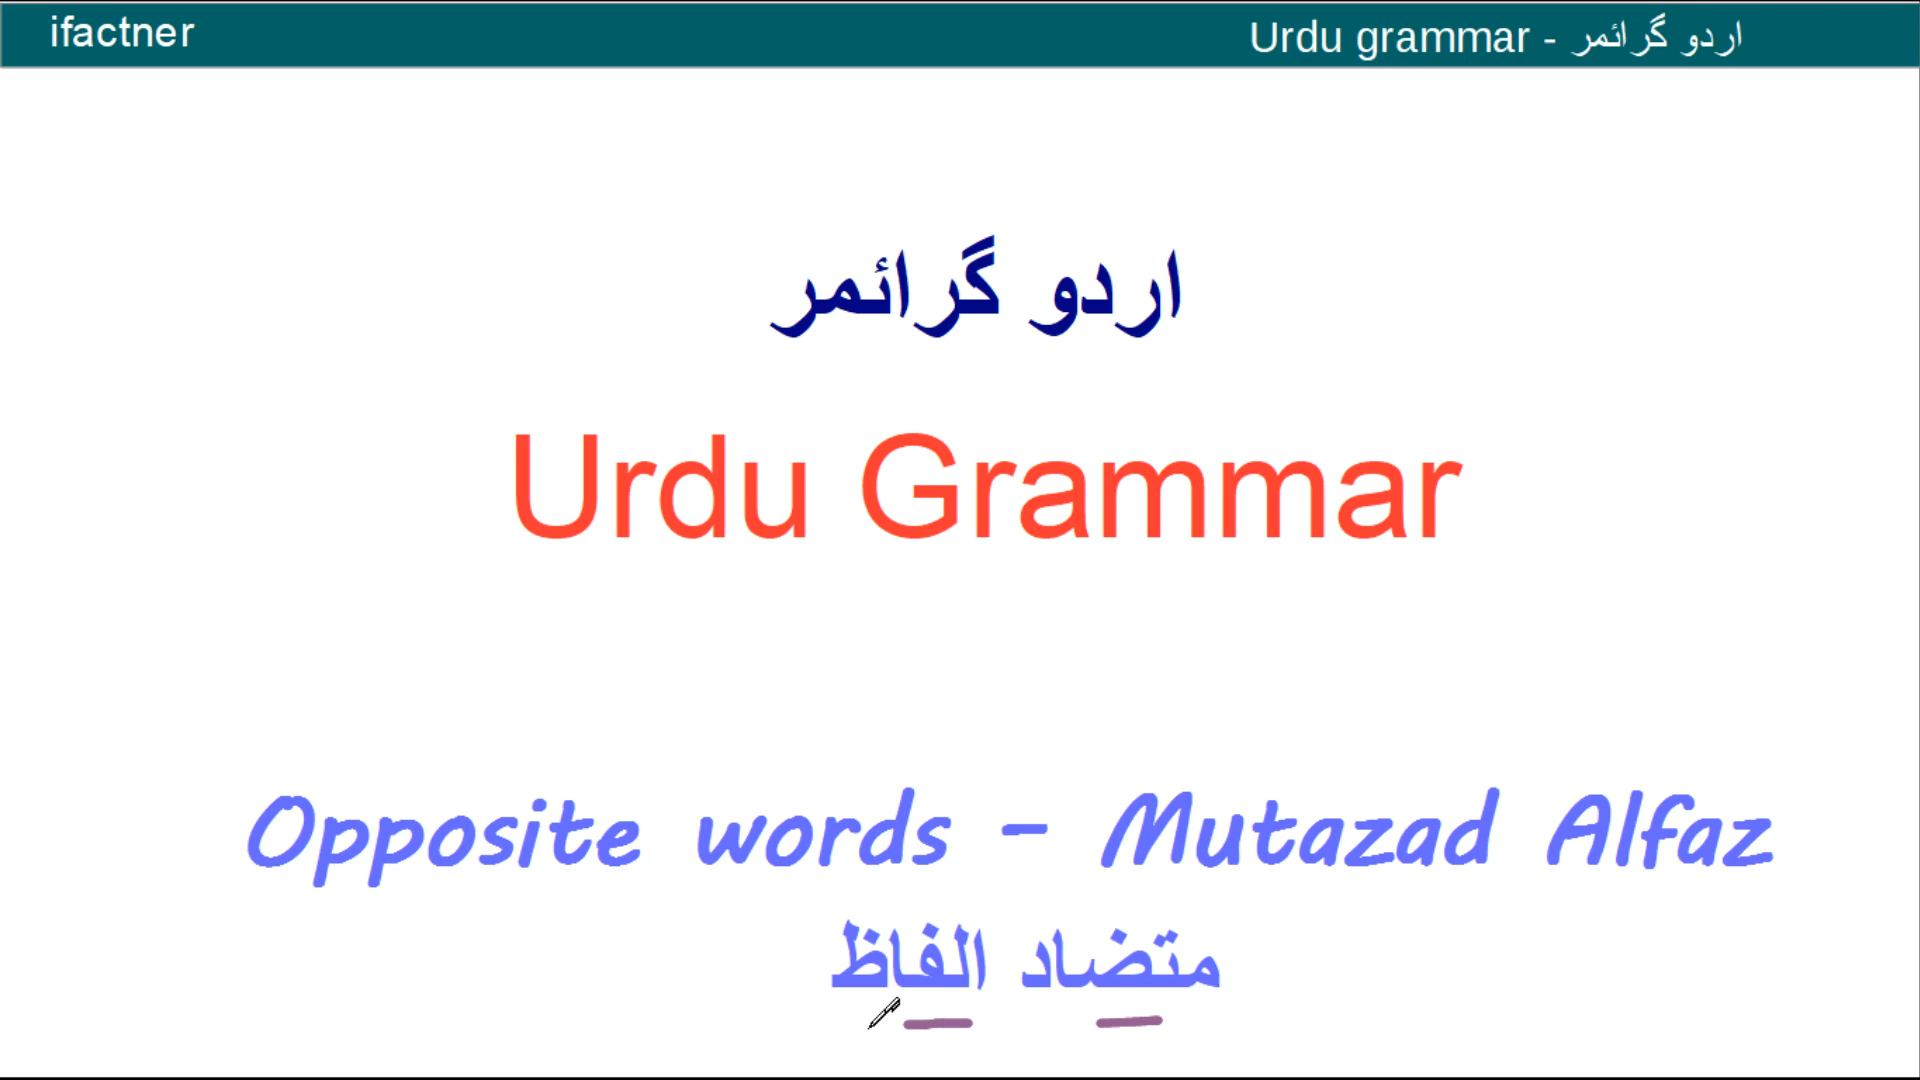 ifactner
Urdu grammar - اردو گرائمر
اردو گرائمر
Urdu Grammar
Opposite words - Mutazad Alfaz
متضاد الفاظ